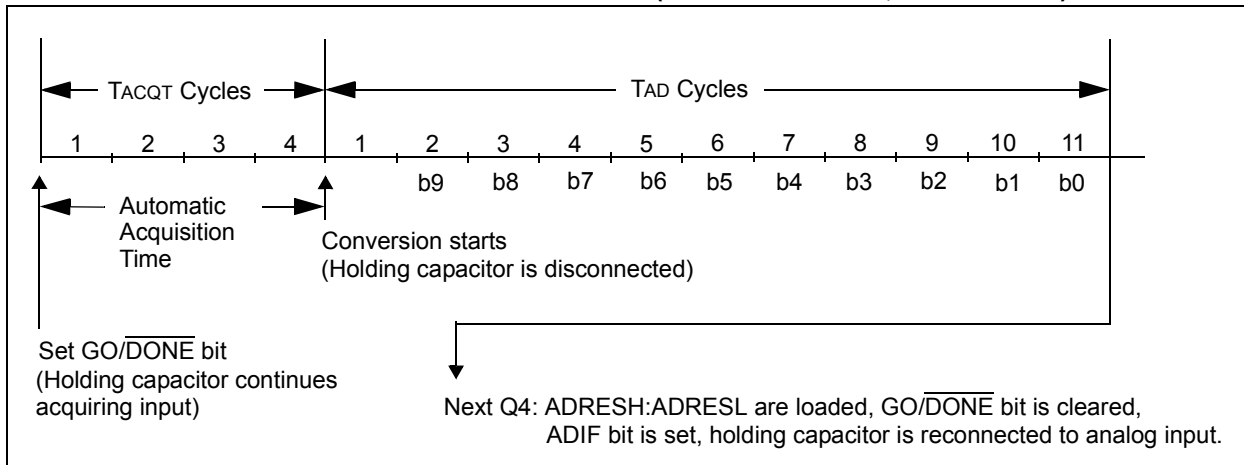 TACQT Cycles
TAD Cycles
1 2 3 4 1 2 3 4 5 6 7 8 9 10 11
b9 b8 b7 b6 b5 b4 b3 b2 b1 b0
Automatic
Acquisition
Time
Conversion starts
(Holding capacitor is disconnected)
Set GO/DONE bit
(Holding capacitor continues
acquiring input)
Next Q4: ADRESH:ADRESL are loaded, GO/DONE bit is cleared,
ADIF bit is set, holding capacitor is reconnected to analog input.